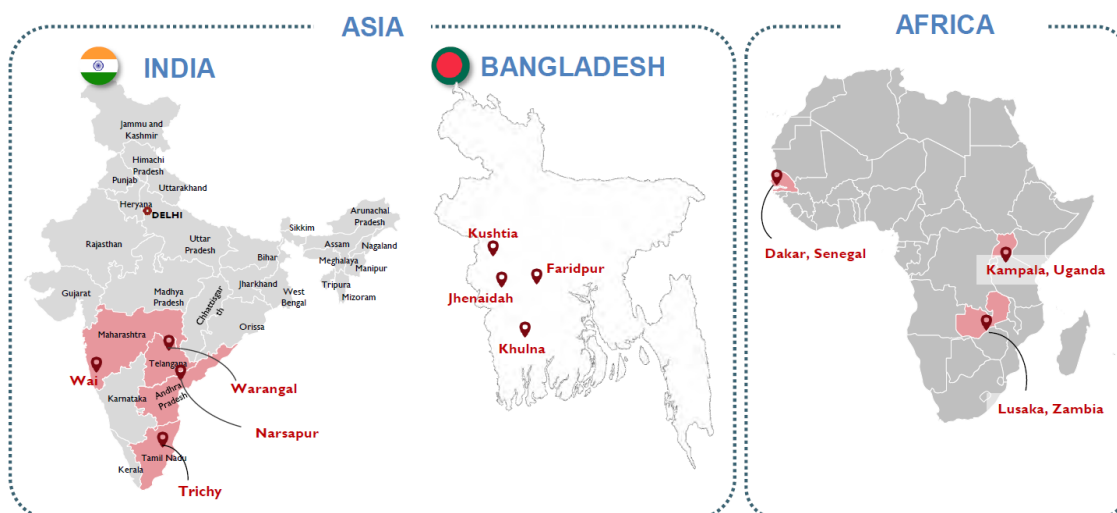 ASIA
AFRICA
INDIA
BANGLADESH
Jammu and
Kashmir
Himachi
Pradesh
Punjab
Uttarakhand
Haryana
DELHI
Rajasthan
Uttar
Pradesh
Bihar
Sikkim
Arunachal
Pradesh
Assam
Nagaland
Meghalaya
Manipur
Tripura
Mizoram
Gujarat
Madhya
Pradesh
Jharkhand
West
Bengal
Chhattisgar
h
Orissa
Maharashtra
Telangana
Andhra
Pradesh
Karnataka
Kerala
Tamil Nadu
Wai
Warangal
Narsapur
Trichy
Kushtia
Jhenaidah
Faridpur
Khulna
Dakar, Senegal
Kampala, Uganda
Lusaka, Zambia